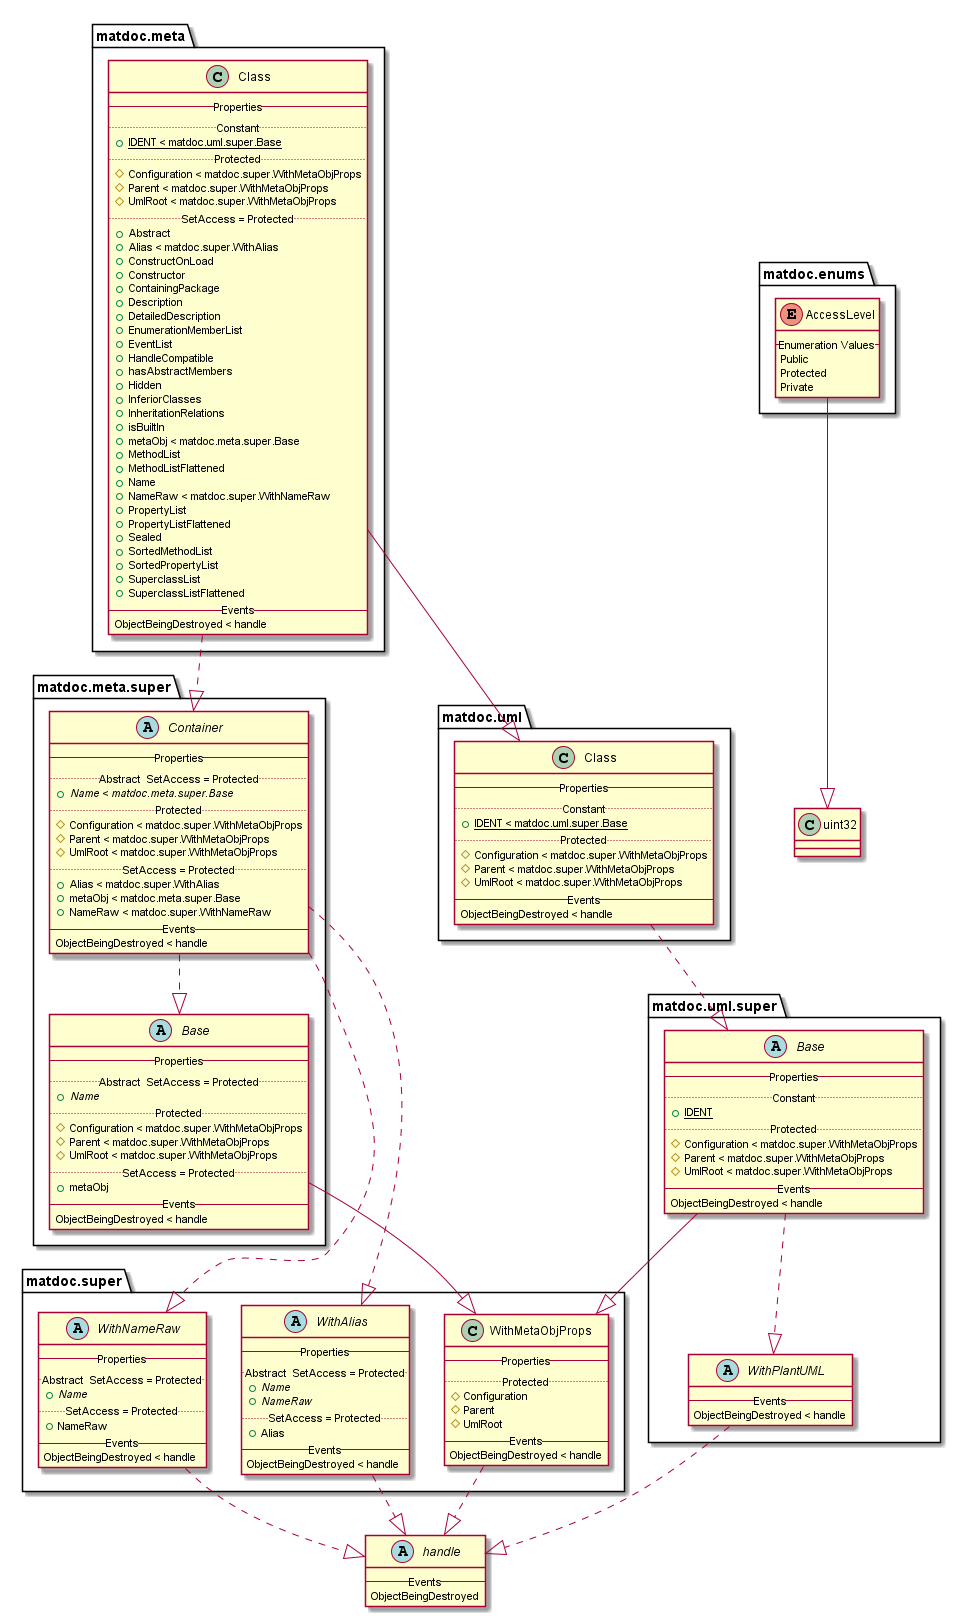 matdoc.meta
C Class
Properties
Constant
IDENT < matdoc.uml.super.Base
Protected
Configuration < matdoc.super.WithMetaObjProps
Parent < matdoc.super.WithMetaObjProps
UmlRoot < matdoc.super.WithMetaObjProps
SetAccess = Protected
Abstract
Alias < matdoc.super.WithAlias
ConstructOnLoad
Constructor
ContainingPackage
Description
DetailedDescription
EnumerationMemberList
EventList
HandleCompatible
hasAbstractMembers
Hidden
InferiorClasses
InheritationRelations
isBuiltIn
metaObj < matdoc.meta.super.Base
MethodList
MethodListFlattened
Name
NameRaw < matdoc.super.WithNameRaw
PropertyList
PropertyListFlattened
Sealed
SortedMethodList
SortedPropertyList
SuperclassList
SuperclassListFlattened
Events
ObjectBeingDestroyed < handle
matdoc.enums
E AccessLevel
Enumeration Values
Public
Protected
Private
matdoc.meta.super
A Container
Properties
Abstract SetAccess = Protected
Name < matdoc.meta.super.Base
Protected
Configuration < matdoc.super.WithMetaObjProps
Parent < matdoc.super.WithMetaObjProps
UmlRoot < matdoc.super.WithMetaObjProps
SetAccess = Protected
Alias < matdoc.super.WithAlias
metaObj < matdoc.meta.super.Base
NameRaw < matdoc.super.WithNameRaw
Events
ObjectBeingDestroyed < handle
matdoc.uml
C Class
Properties
Constant
IDENT < matdoc.uml.super.Base
Protected
Configuration < matdoc.super.WithMetaObjProps
Parent < matdoc.super.WithMetaObjProps
UmlRoot < matdoc.super.WithMetaObjProps
Events
ObjectBeingDestroyed < handle
C uint32
A Base
Properties
Abstract SetAccess = Protected
Name
Protected
Configuration < matdoc.super.WithMetaObjProps
Parent < matdoc.super.WithMetaObjProps
UmlRoot < matdoc.super.WithMetaObjProps
SetAccess = Protected
metaObj
Events
ObjectBeingDestroyed < handle
matdoc.uml.super
A Base
Properties
Constant
IDENT
Protected
Configuration < matdoc.super.WithMetaObjProps
Parent < matdoc.super.WithMetaObjProps
UmlRoot < matdoc.super.WithMetaObjProps
Events
ObjectBeingDestroyed < handle
matdoc.super
A WithNameRaw
Properties
Abstract SetAccess = Protected
Name
SetAccess = Protected
NameRaw
Events
ObjectBeingDestroyed < handle
A WithAlias
Properties
Abstract SetAccess = Protected
Name
NameRaw
SetAccess = Protected
Alias
Events
ObjectBeingDestroyed < handle
C WithMetaObjProps
Properties
Protected
Configuration
Parent
UmlRoot
Events
ObjectBeingDestroyed < handle
A WithPlantUML
Events
ObjectBeingDestroyed < handle
A handle
Events
ObjectBeingDestroyed